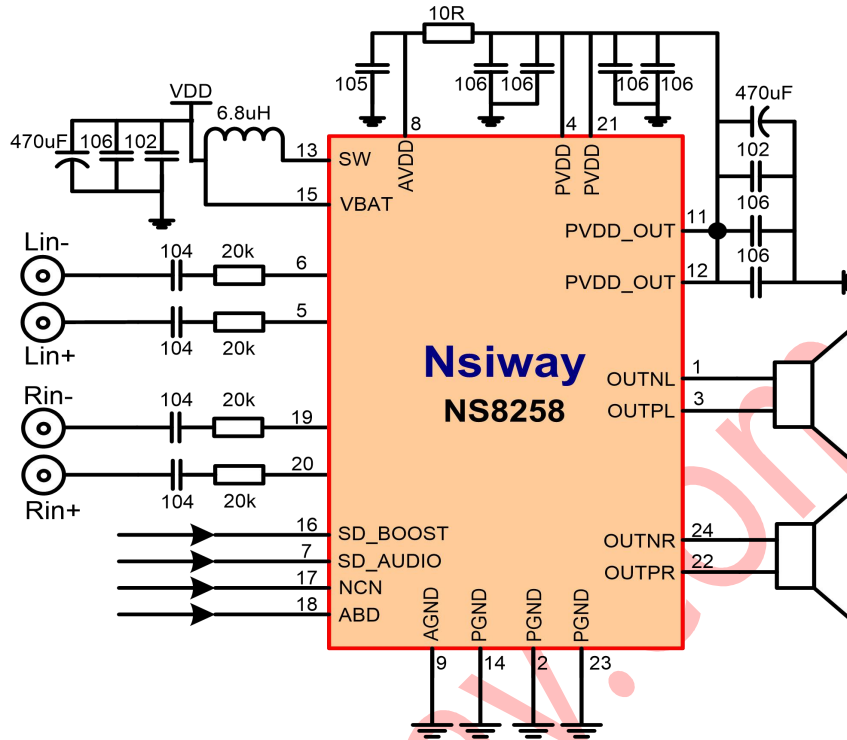 10R
105
106
106
106
106
VDD
6.8uH
470uF
106
102
470uF
102
106
106
8
4
21
AVDD
PVDD
PVDD
13
SW
15
VBAT
11
PVDD_OUT
12
PVDD_OUT
Lin-
104
20k
6
5
Lin+
104
20k
Nsiway
NS8258
1
OUTNL
3
OUTPL
Rin-
104
20k
19
20
Rin+
104
20k
16
SD_BOOST
7
SD_AUDIO
17
NCN
18
ABD
24
OUTNR
22
OUTPR
AGND
PGND
PGND
PGND
9
14
2
23